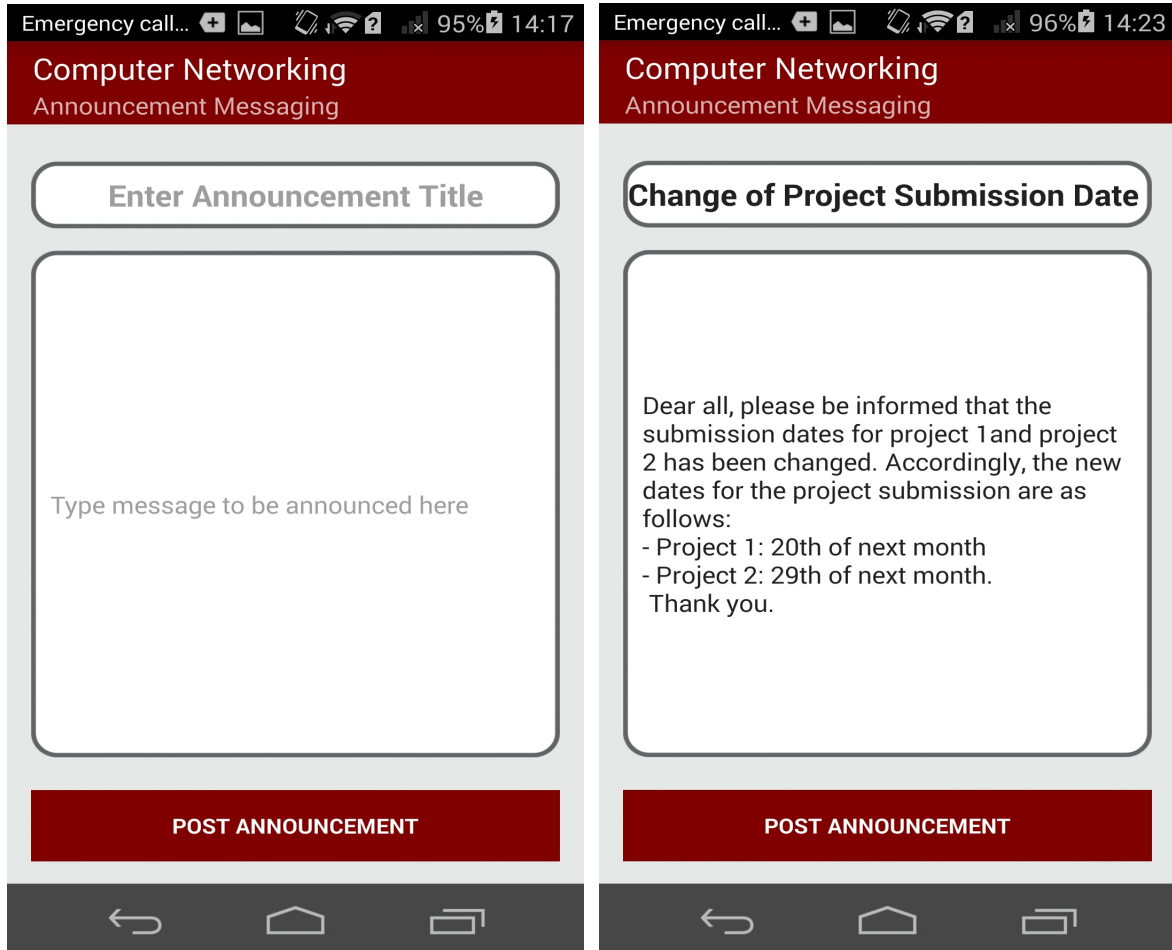 Emergency call... 95% 14:17
Computer Networking
Announcement Messaging
Enter Announcement Title
Type message to be announced here
POST ANNOUNCEMENT
Emergency call... 96% 14:23
Computer Networking
Announcement Messaging
Change of Project Submission Date
Dear all, please be informed that the
submission dates for project 1and project
2 has been changed. Accordingly, the new
dates for the project submission are as
follows:
- Project 1: 20th of next month
- Project 2: 29th of next month.
Thank you.
POST ANNOUNCEMENT